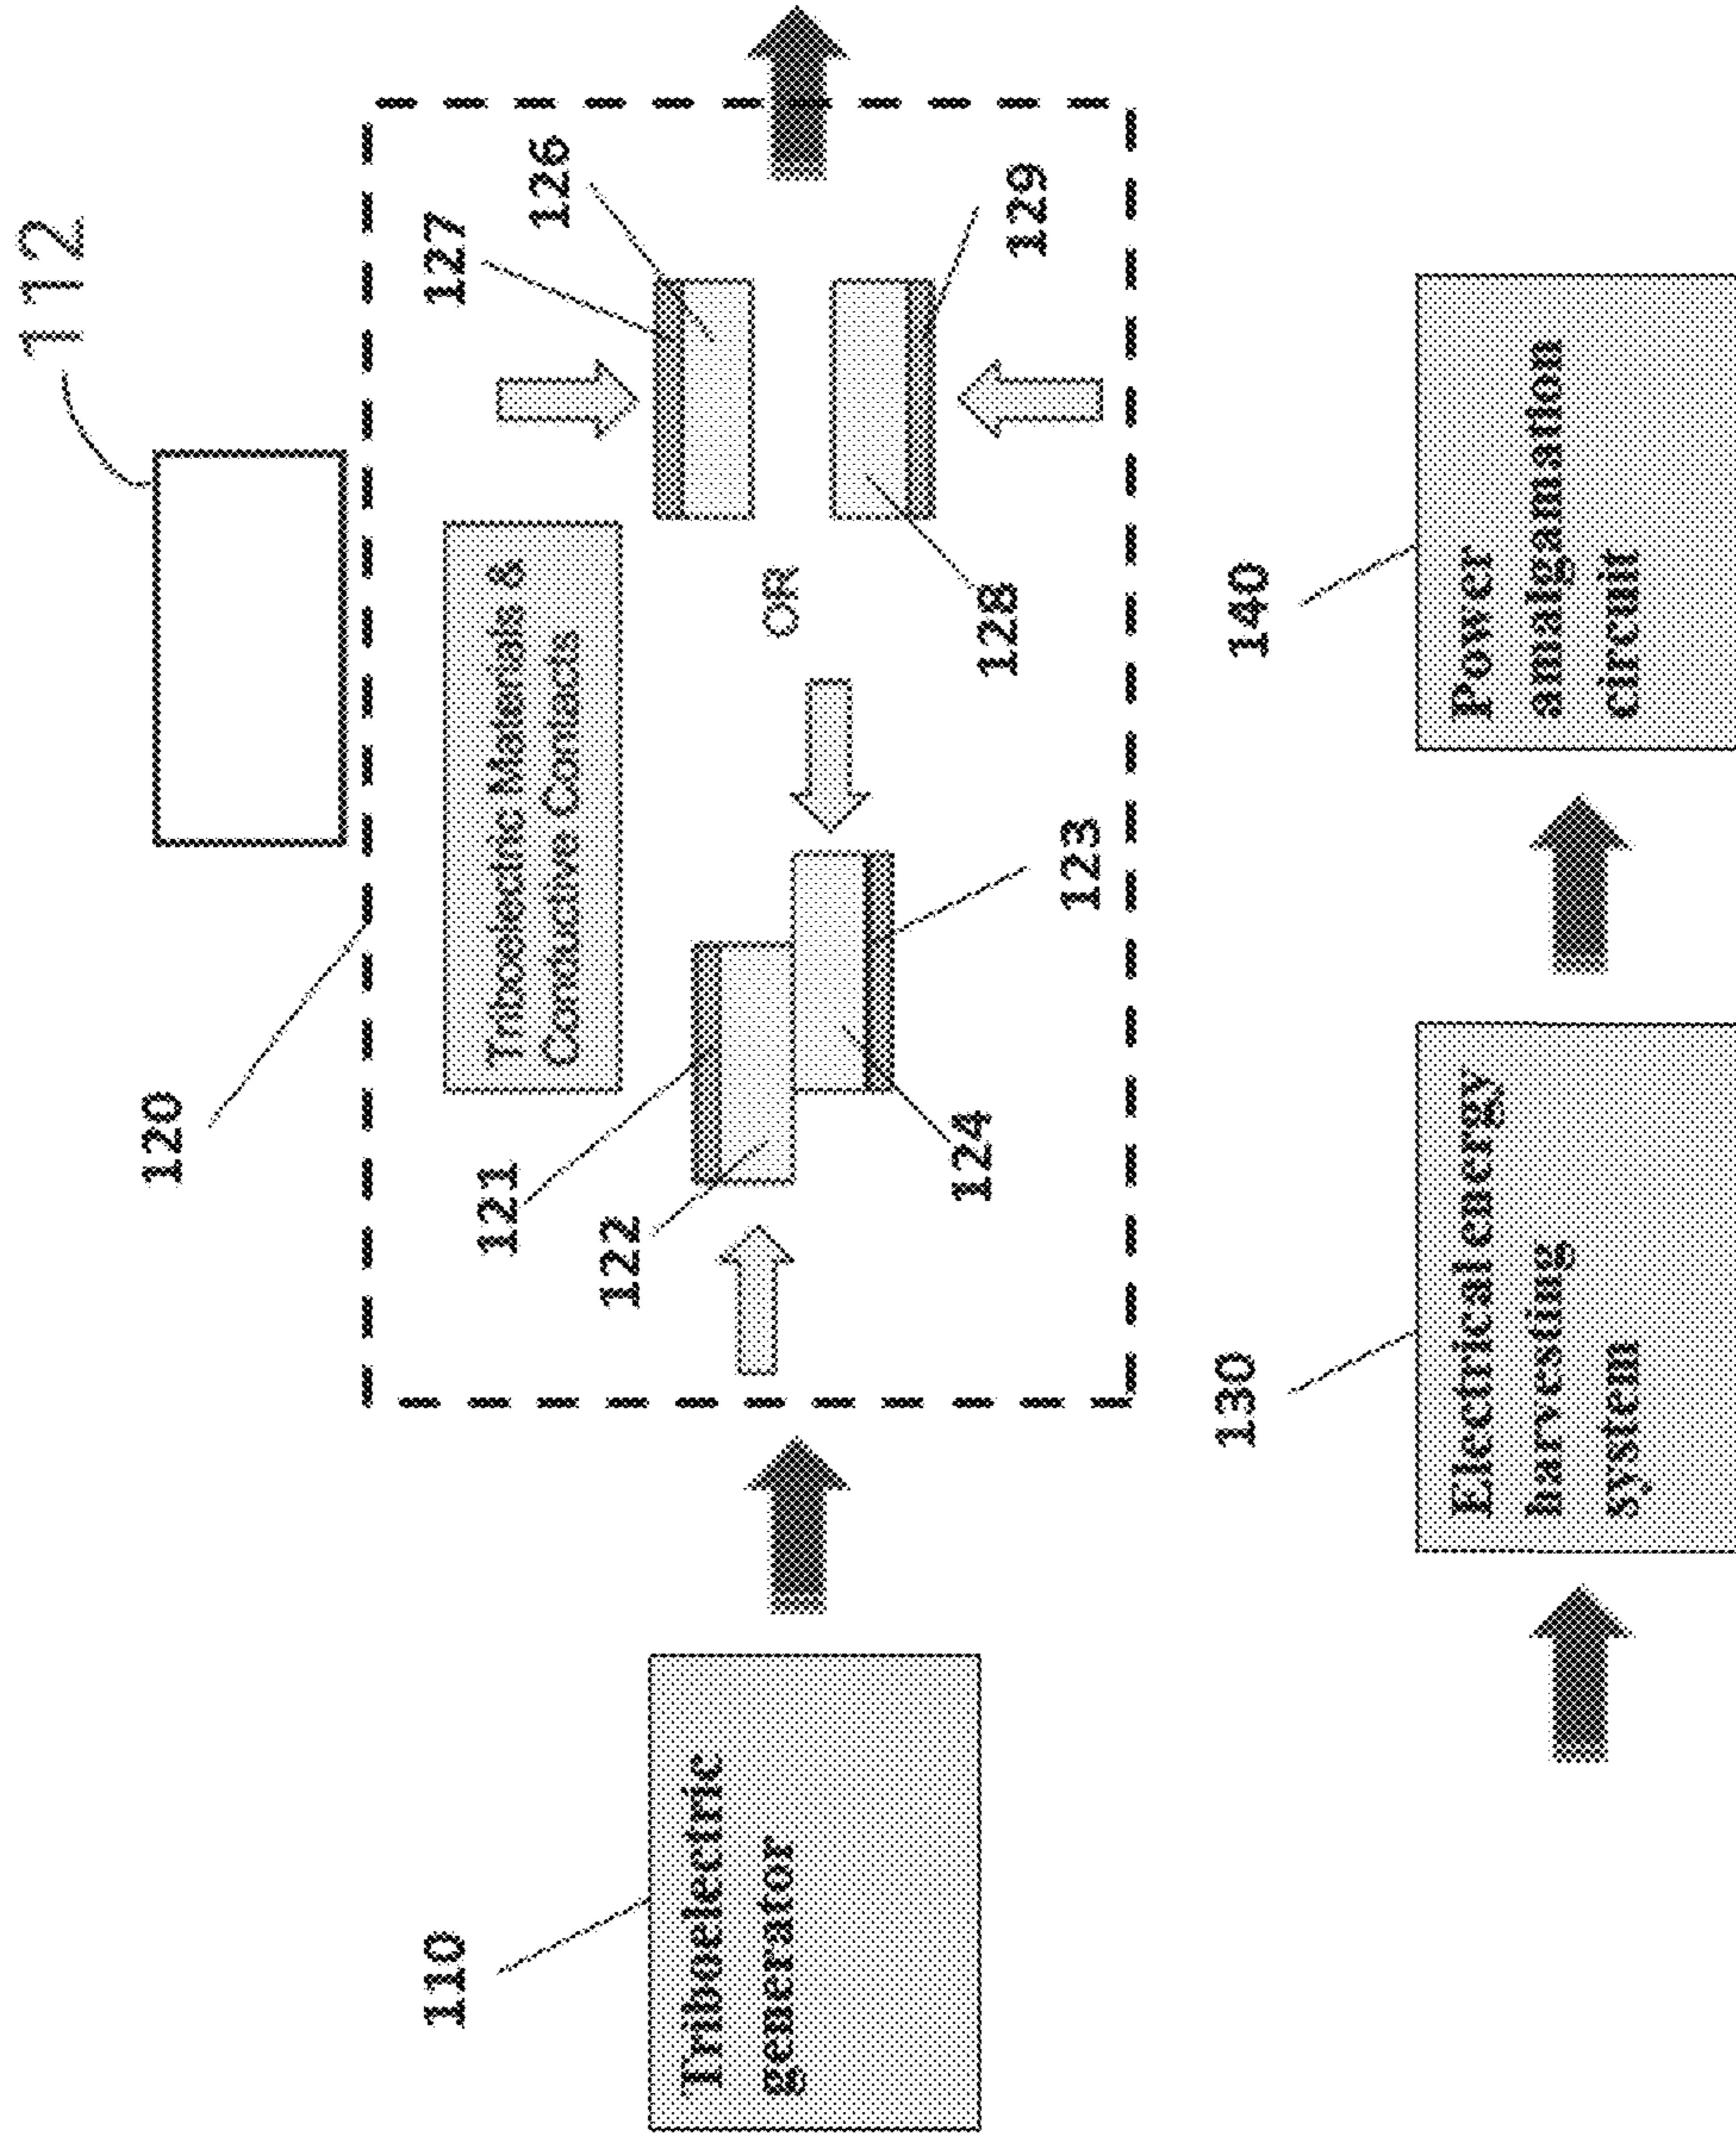 112
120
110
Triboelectric
generator
127
126
121
122
Triboelectric Materials &
Conductive Contacts
OR
124
128
129
123
130
140
Electrical energy
harvesting
system
Power
amalgamation
circuit